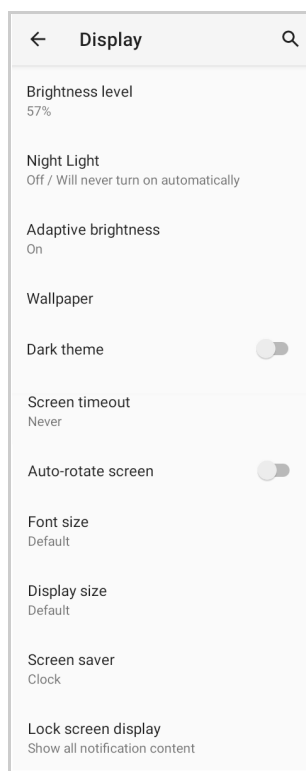 Display
Brightness level
57%
Night Light
Off / Will never turn on automatically
Adaptive brightness
On
Wallpaper
Dark theme
Screen timeout
Never
Auto-rotate screen
Font size
Default
Display size
Default
Screen saver
Clock
Lock screen display
Show all notification content